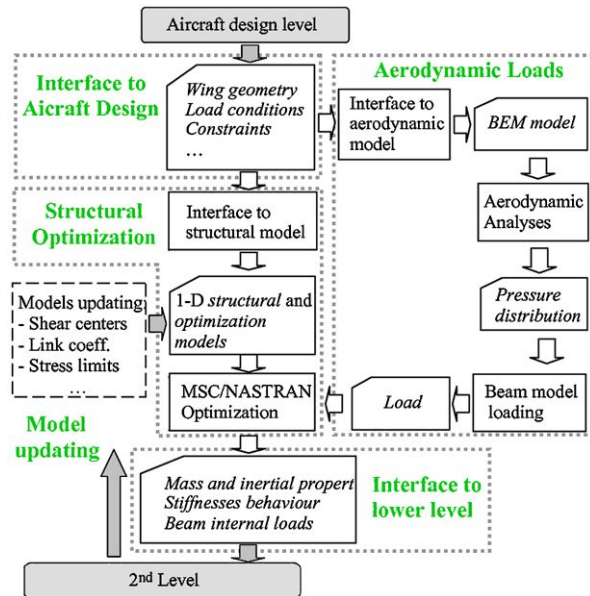 Aircraft design level
Interface to
Aicraft Design
Wing geometry
Load conditions
Constraints
...
Aerodynamic Loads
Interface to
aerodynamic
model
BEM model
Aerodynamic
Analyses
Pressure
distribution
Beam model
loading
Load
Structural
Optimization
Interface to
structural model
1-D structural and
optimization
models
Models updating:
- Shear centers
- Link coeff.
- Stress limits
...
MSC/NASTRAN
Optimization
Model
updating
Mass and inertial propert
Stiffnesses behaviour
Beam internal loads
Interface to
lower level
2nd Level